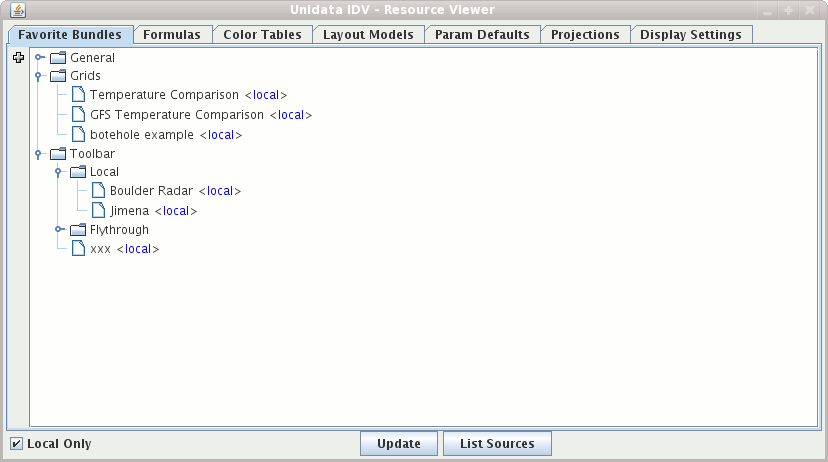 Unidata IDV - Resource Viewer
Favorite Bundles Formulas Color Tables Layout Models Param Defaults Projections Display Settings
General
Grids
Temperature Comparison <local>
GFS Temperature Comparison <local>
botehole example <local>
Toolbar
Local
Boulder Radar <local>
Jimena <local>
Flythrough
xxx <local>
Local Only Update List Sources